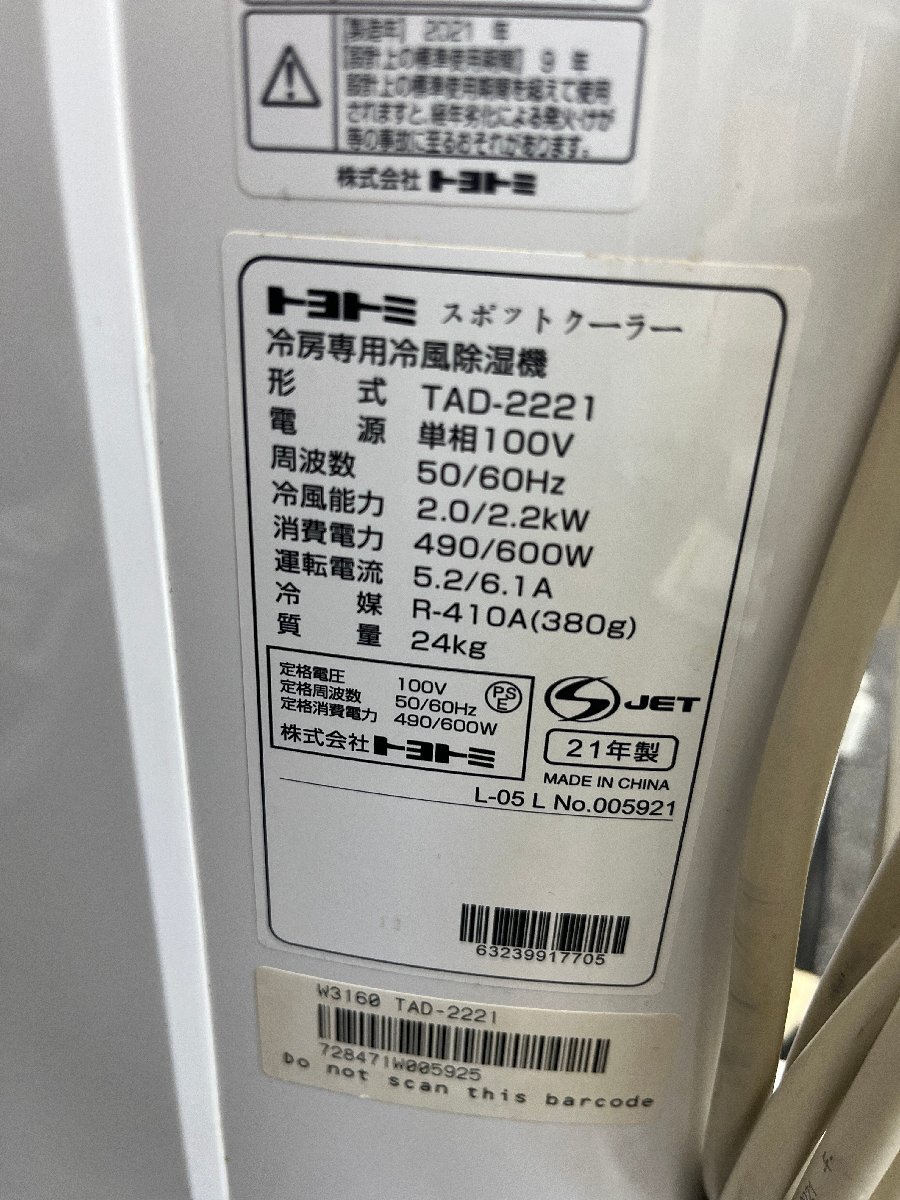 【製造年】 2021 年
【設計上の標準使用期間】 9 年
設計上の標準使用期間を超えて使用
されますと、経年劣化による発火・けが
等の事故に至るおそれがあります。
株式会社 トヨトミ
トヨトミ スポットクーラー
冷房専用冷風除湿機
形 式 TAD-2221
電 源 単相100V
周波数 50/60Hz
冷風能力 2.0/2.2kW
消費電力 490/600W
運転電流 5.2/6.1A
冷 媒 R-410A(380g)
質 量 24kg
定格電圧 100V
定格周波数 50/60Hz
定格消費電力 490/600W
PSE
株式会社トヨトミ
JET
21年製
MADE IN CHINA
L-05 L No.005921
63239917705
W3160 TAD-2221
728471W005925
Do not scan this barcode